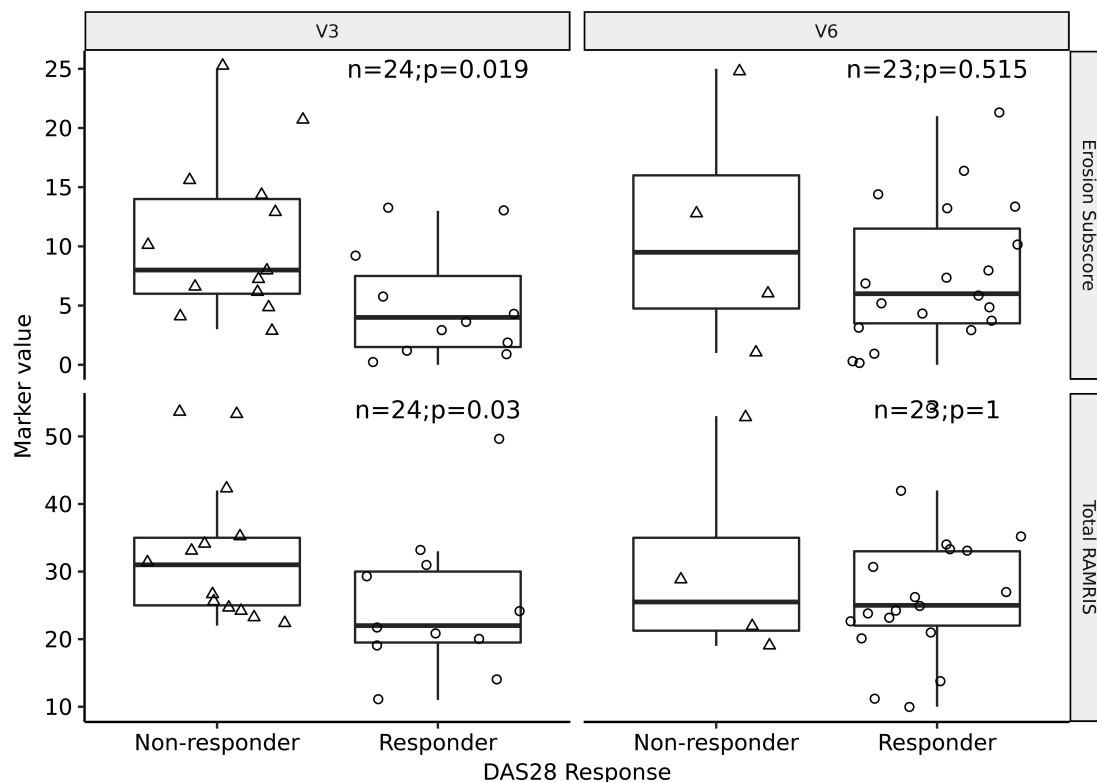 V3
V6
n=24;p=0.019
n=23;p=0.515
25
20
15
10
5
0
Erosion Subscore
Marker value
n=24;p=0.03
n=23;p=1
50
40
30
20
10
Total RAMRIS
Non-responder
Responder
Non-responder
Responder
DAS28 Response